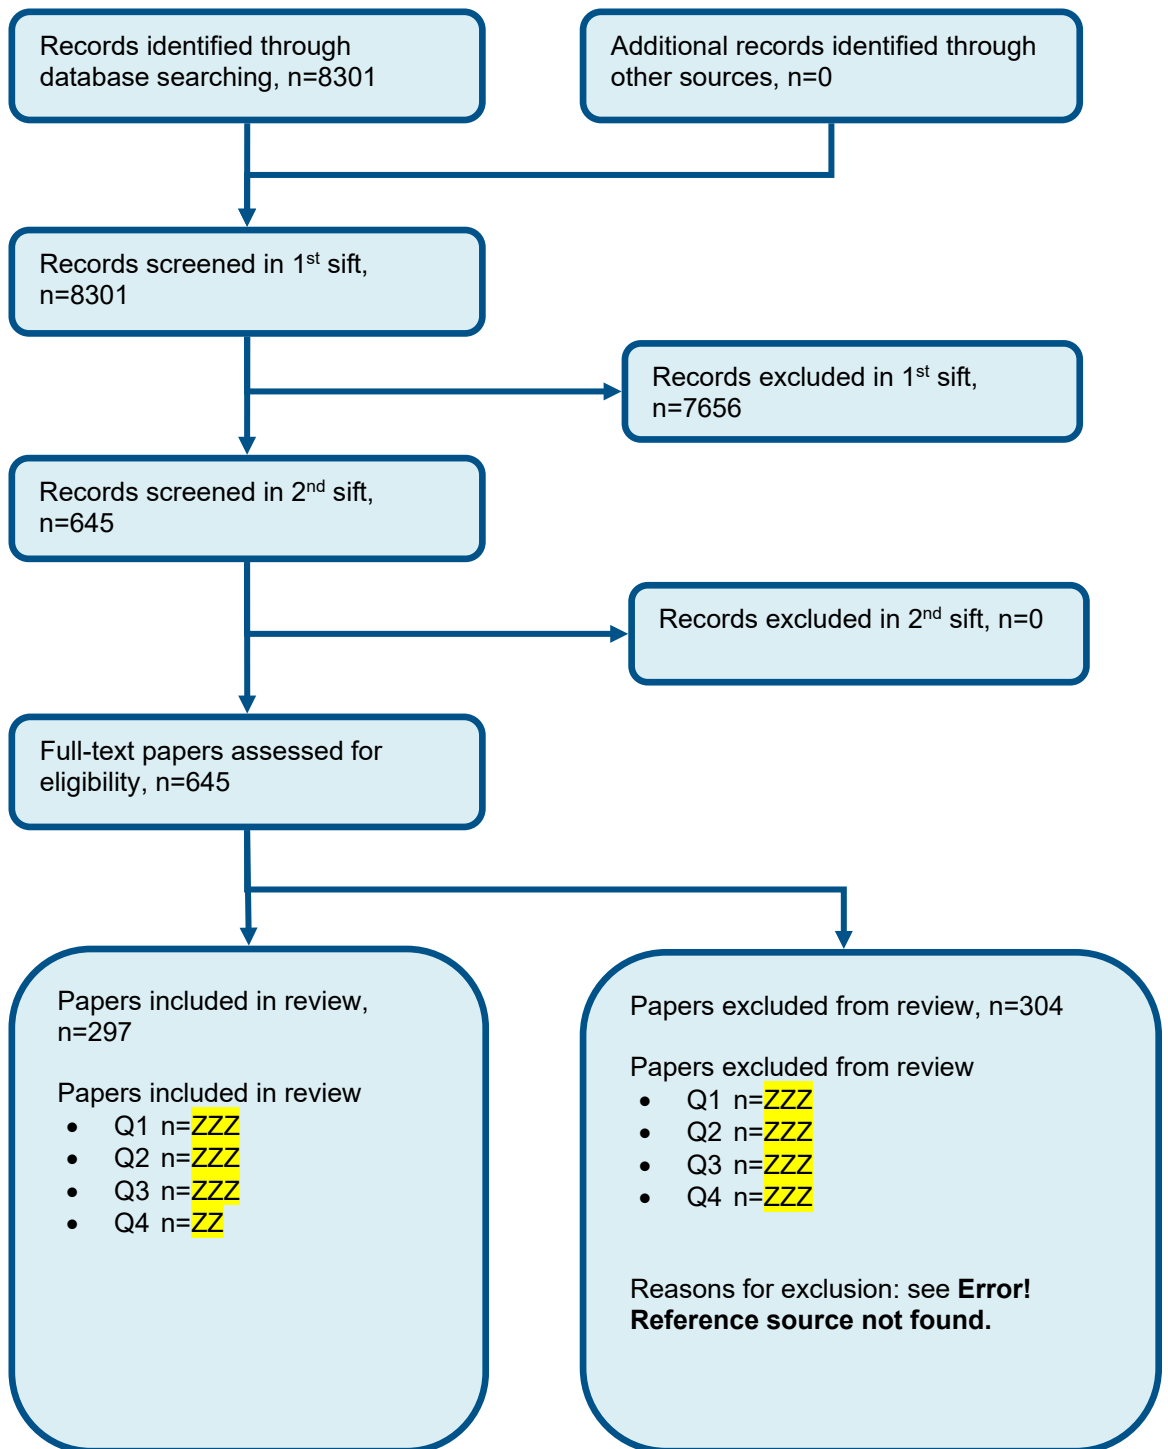 Records identified through
database searching, n=8301
Additional records identified through
other sources, n=0
Records screened in 1st sift,
n=8301
Records excluded in 1st sift,
n=7656
Records screened in 2nd sift,
n=645
Records excluded in 2nd sift, n=0
Full-text papers assessed for
eligibility, n=645
Papers included in review,
n=297
Papers included in review
• Q1 n=ZZZ
• Q2 n=ZZZ
• Q3 n=ZZZ
• Q4 n=ZZ
Papers excluded from review, n=304
Papers excluded from review
• Q1 n=ZZZ
• Q2 n=ZZZ
• Q3 n=ZZZ
• Q4 n=ZZZ
Reasons for exclusion: see Error!
Reference source not found.